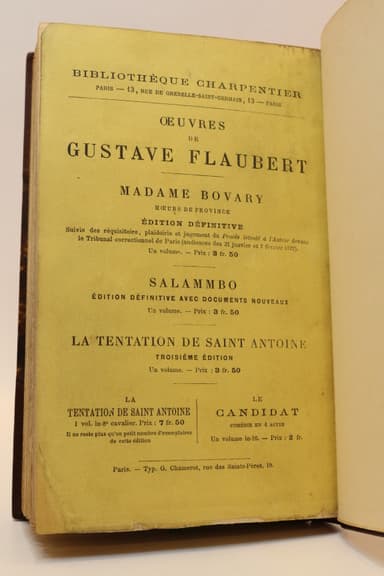 BIBLIOTHÈQUE CHARPENTIER
PARIS — 13, RUE DE GRENELLE-SAINT-GERMAIN, 13 — PARIS
ŒUVRES
DE
GUSTAVE FLAUBERT
MADAME BOVARY
MŒURS DE PROVINCE
ÉDITION DÉFINITIVE
Suivie des réquisitoire, plaidoirie et jugement du Procès intenté à l'Auteur devant
le Tribunal correctionnel de Paris (audiences des 31 janvier et 7 février 1857).
Un volume. — Prix : 3 fr. 50
SALAMMBO
ÉDITION DÉFINITIVE AVEC DOCUMENTS NOUVEAUX
Un volume. — Prix : 3 fr. 50
LA TENTATION DE SAINT ANTOINE
TROISIÈME ÉDITION
Un volume. — Prix : 3 fr. 50
LA
TENTATION DE SAINT ANTOINE
1 vol. in-8° cavalier. Prix : 7 fr. 50
Il ne reste plus qu'un petit nombre d'exemplaires
de cette édition
LE
CANDIDAT
COMÉDIE EN 4 ACTES
Un volume in-16. — Prix : 2 fr.
Paris. — Typ. G. Chamerot, rue des Saints-Pères, 19.